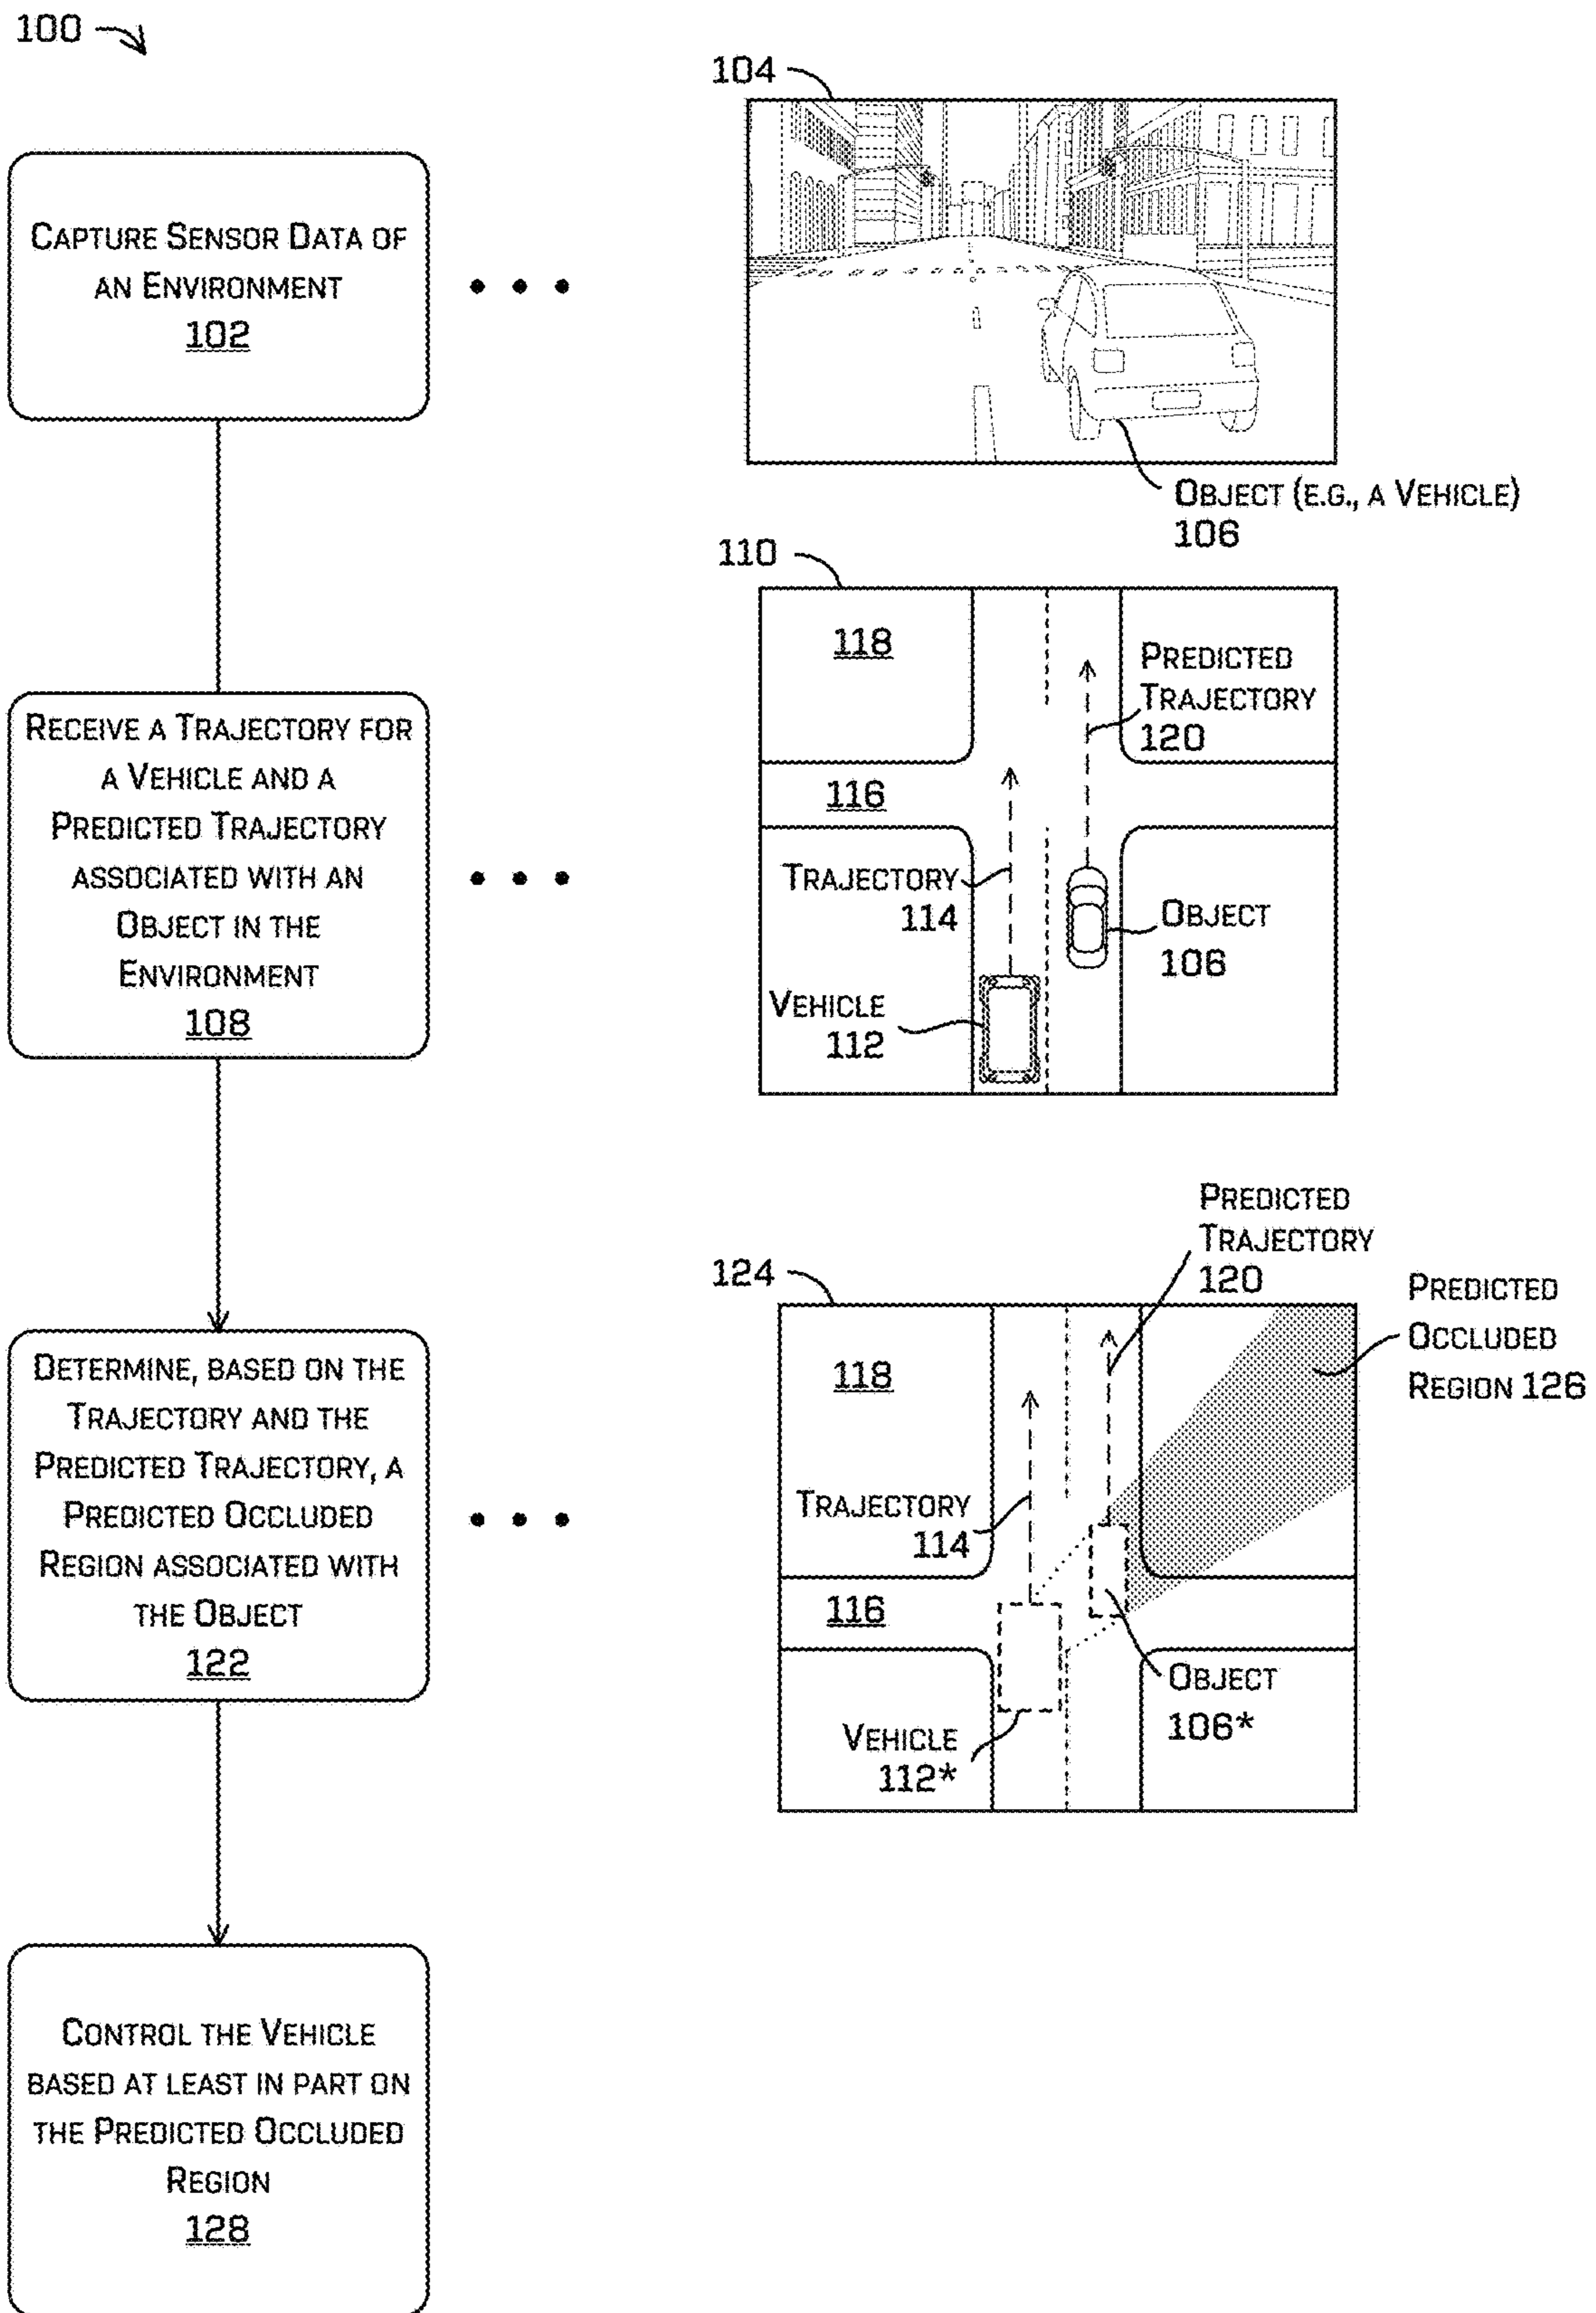 100
104
CAPTURE SENSOR DATA OF
AN ENVIRONMENT
102
OBJECT (E.G., A VEHICLE)
106
110
RECEIVE A TRAJECTORY FOR
A VEHICLE AND A
PREDICTED TRAJECTORY
ASSOCIATED WITH AN
OBJECT IN THE
ENVIRONMENT
108
118
PREDICTED
TRAJECTORY
120
116
TRAJECTORY
114
OBJECT
106
VEHICLE
112
DETERMINE, BASED ON THE
TRAJECTORY AND THE
PREDICTED TRAJECTORY, A
PREDICTED OCCLUDED
REGION ASSOCIATED WITH
THE OBJECT
122
124
PREDICTED
TRAJECTORY
120
PREDICTED
OCCLUDED
REGION 126
118
TRAJECTORY
114
116
OBJECT
106*
VEHICLE
112*
CONTROL THE VEHICLE
BASED AT LEAST IN PART ON
THE PREDICTED OCCLUDED
REGION
128